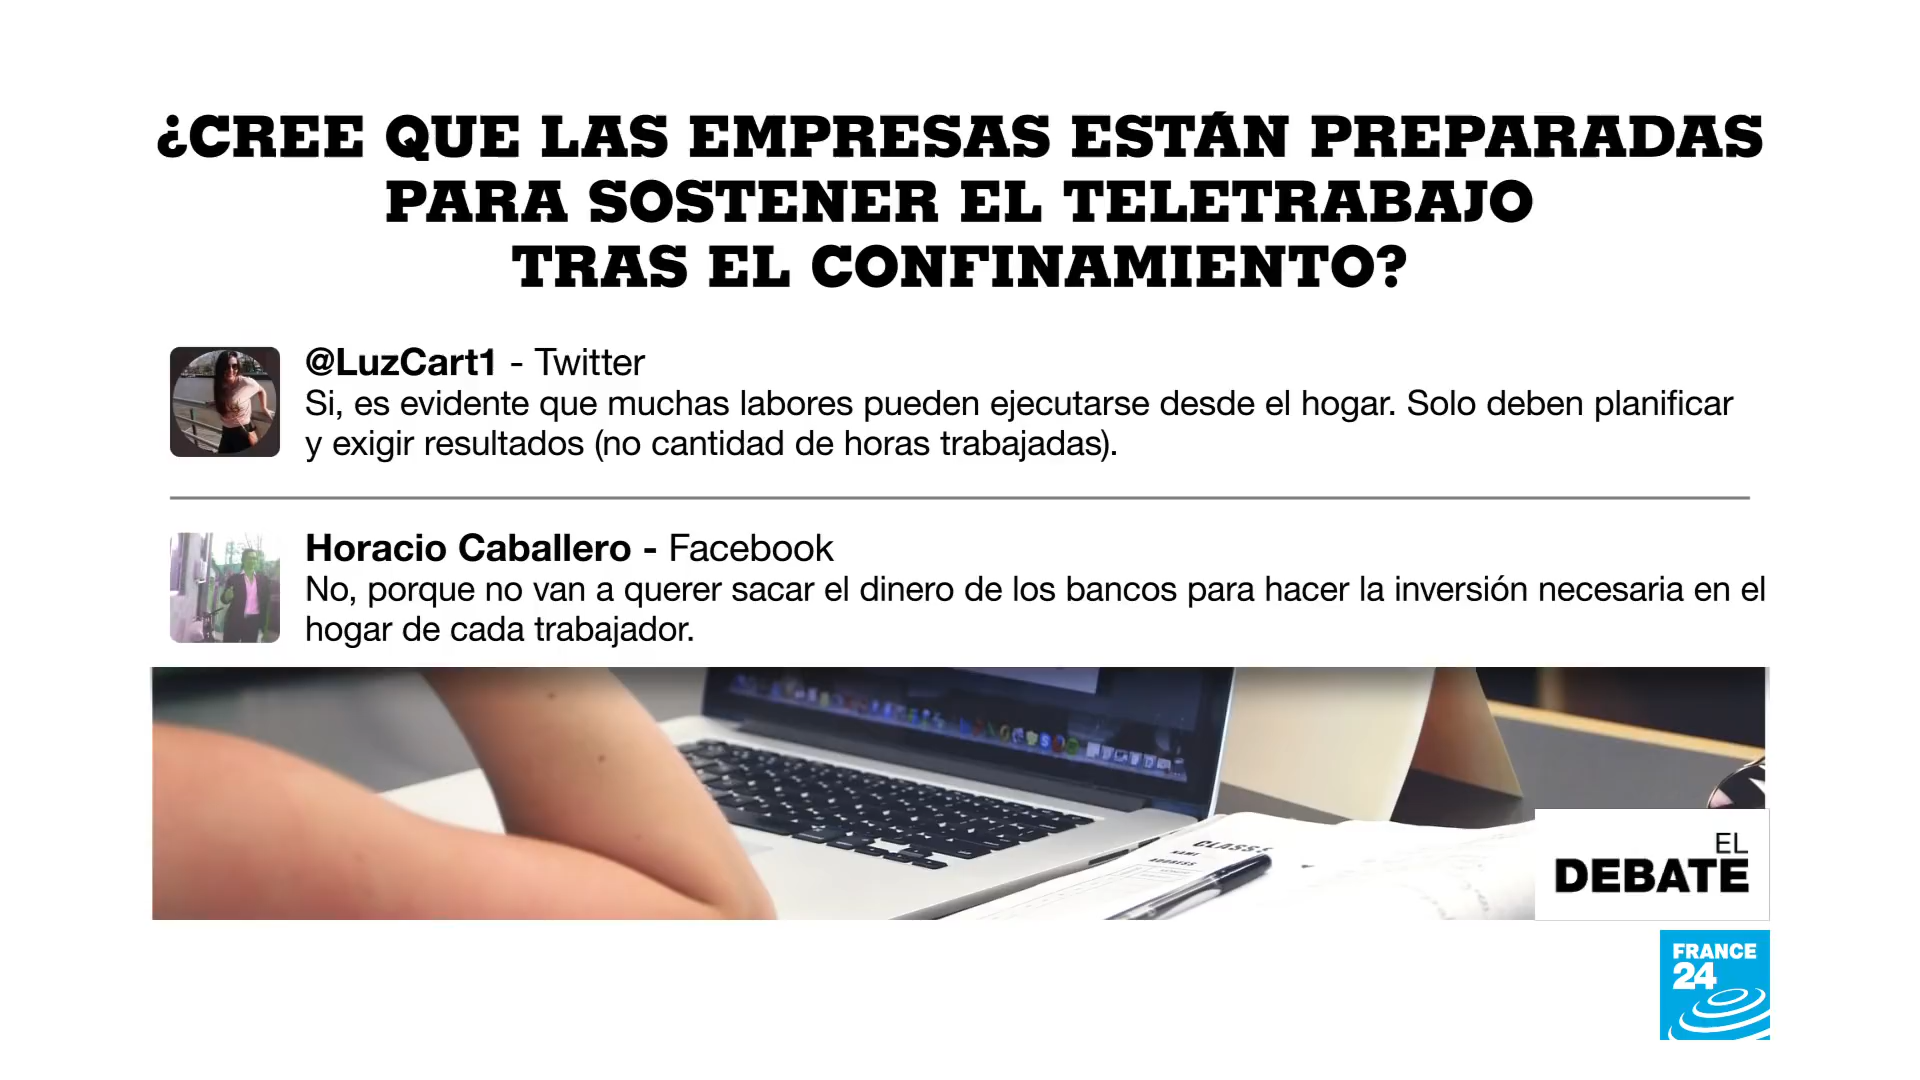 ¿CREE QUE LAS EMPRESAS ESTÁN PREPARADAS
PARA SOSTENER EL TELETRABAJO
TRAS EL CONFINAMIENTO?
@LuzCart1 - Twitter
Si, es evidente que muchas labores pueden ejecutarse desde el hogar. Solo deben planificar
y exigir resultados (no cantidad de horas trabajadas).
Horacio Caballero - Facebook
No, porque no van a querer sacar el dinero de los bancos para hacer la inversión necesaria en el
hogar de cada trabajador.
NAME
ADDRESS
EL
DEBATE
FRANCE
24